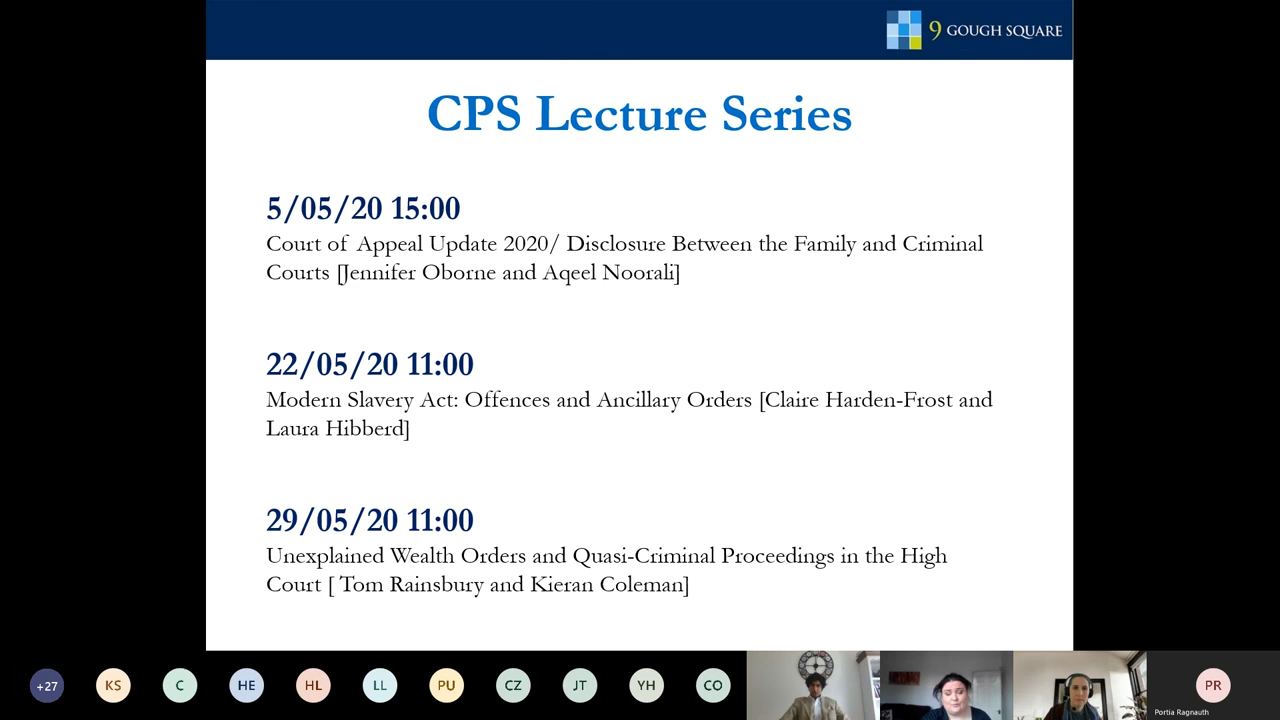 9 GOUGH SQUARE
CPS Lecture Series
5/05/20 15:00
Court of Appeal Update 2020/ Disclosure Between the Family and Criminal
Courts [Jennifer Oborne and Aqeel Noorali]
22/05/20 11:00
Modern Slavery Act: Offences and Ancillary Orders [Claire Harden-Frost and
Laura Hibberd]
29/05/20 11:00
Unexplained Wealth Orders and Quasi-Criminal Proceedings in the High
Court [ Tom Rainsbury and Kieran Coleman]
+27 KS C HE HL LL PU CZ JT YH CO PR
Portia Ragnauth